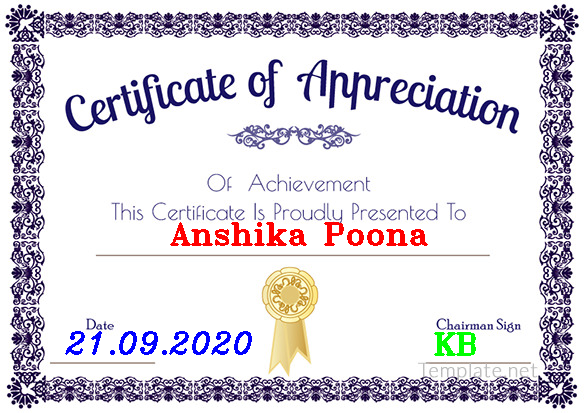 Certificate of Appreciation
Of Achievement
This Certificate Is Proudly Presented To
Anshika Poona
Date
21.09.2020
Chairman Sign
KB
Template.net